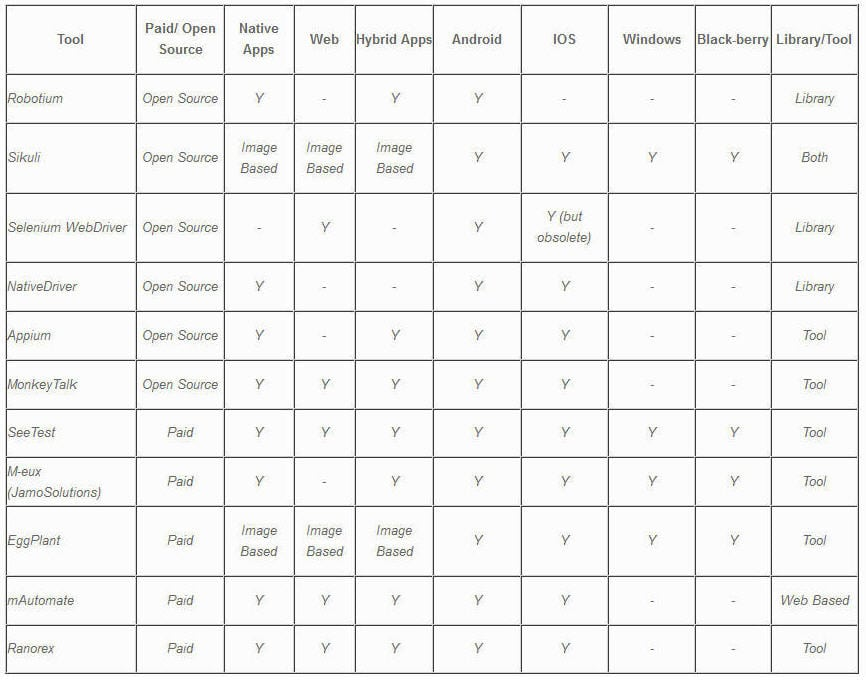 Tool Paid/ Open Source Native Apps Web Hybrid Apps Android IOS Windows Black-berry Library/Tool
Robotium Open Source Y - Y Y - - - Library
Sikuli Open Source Image Based Image Based Image Based Y Y Y Y Both
Selenium WebDriver Open Source - Y - Y Y (but obsolete) - - Library
NativeDriver Open Source Y - - Y Y - - Library
Appium Open Source Y - Y Y Y - - Tool
MonkeyTalk Open Source Y Y Y Y Y - - Tool
SeeTest Paid Y Y Y Y Y Y Y Tool
M-eux (JamoSolutions) Paid Y - Y Y Y Y Y Tool
EggPlant Paid Image Based Image Based Image Based Y Y Y Y Tool
mAutomate Paid Y Y Y Y Y - - Web Based
Ranorex Paid Y Y Y Y Y - - Tool